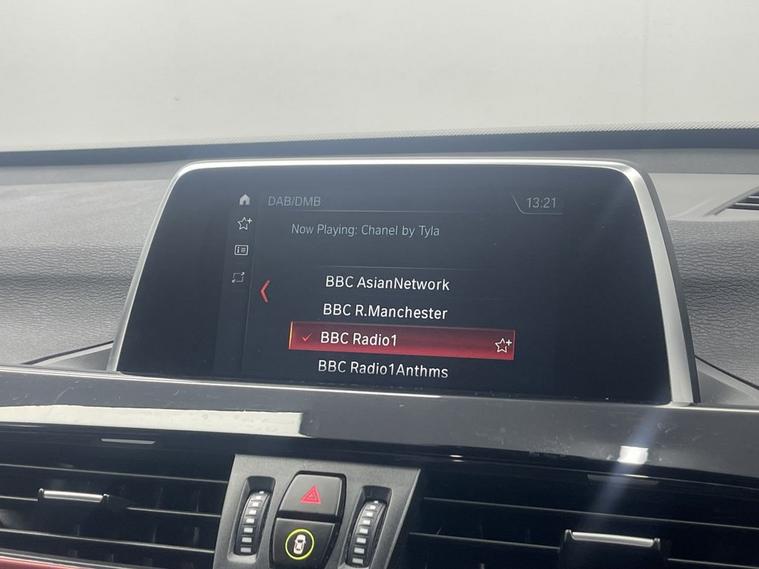 DAB/DMB
13:21
Now Playing: Chanel by Tyla
BBC AsianNetwork
BBC R.Manchester
BBC Radio1
BBC Radio1Anthms